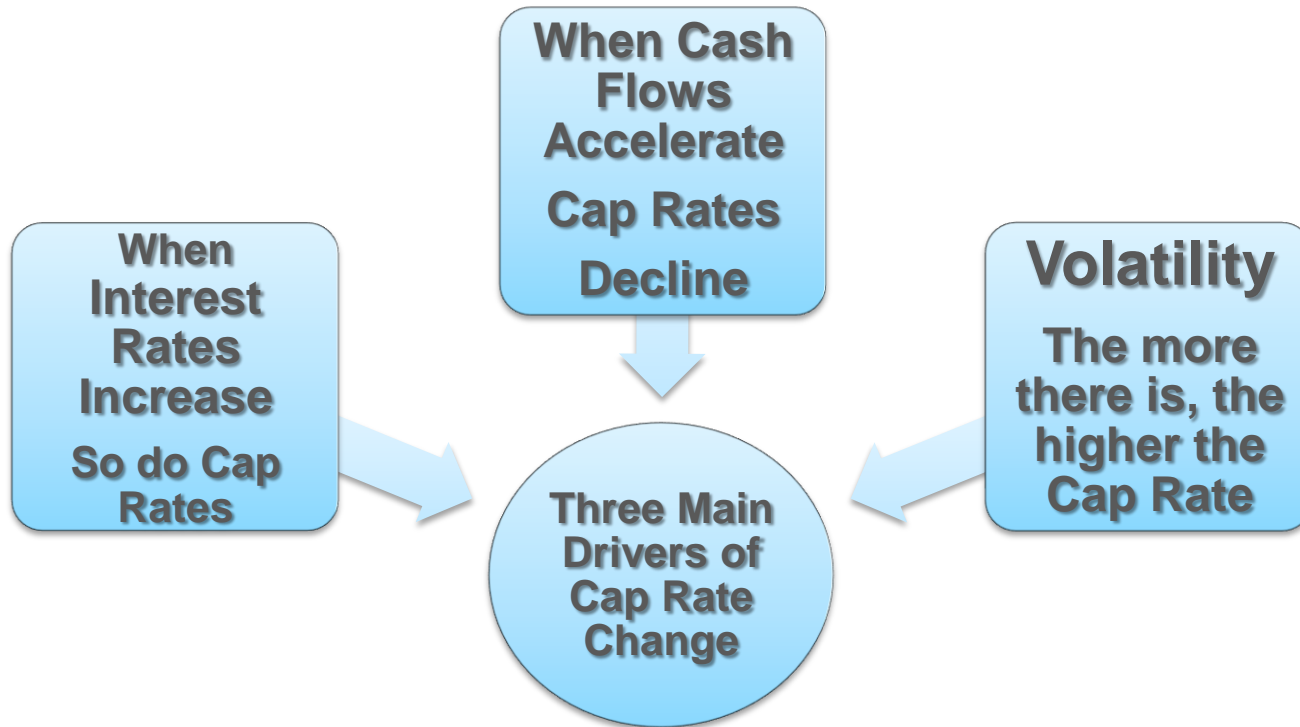 When Cash
Flows
Accelerate
Cap Rates
Decline
When
Interest
Rates
Increase
So do Cap
Rates
Volatility
The more
there is, the
higher the
Cap Rate
Three Main
Drivers of
Cap Rate
Change